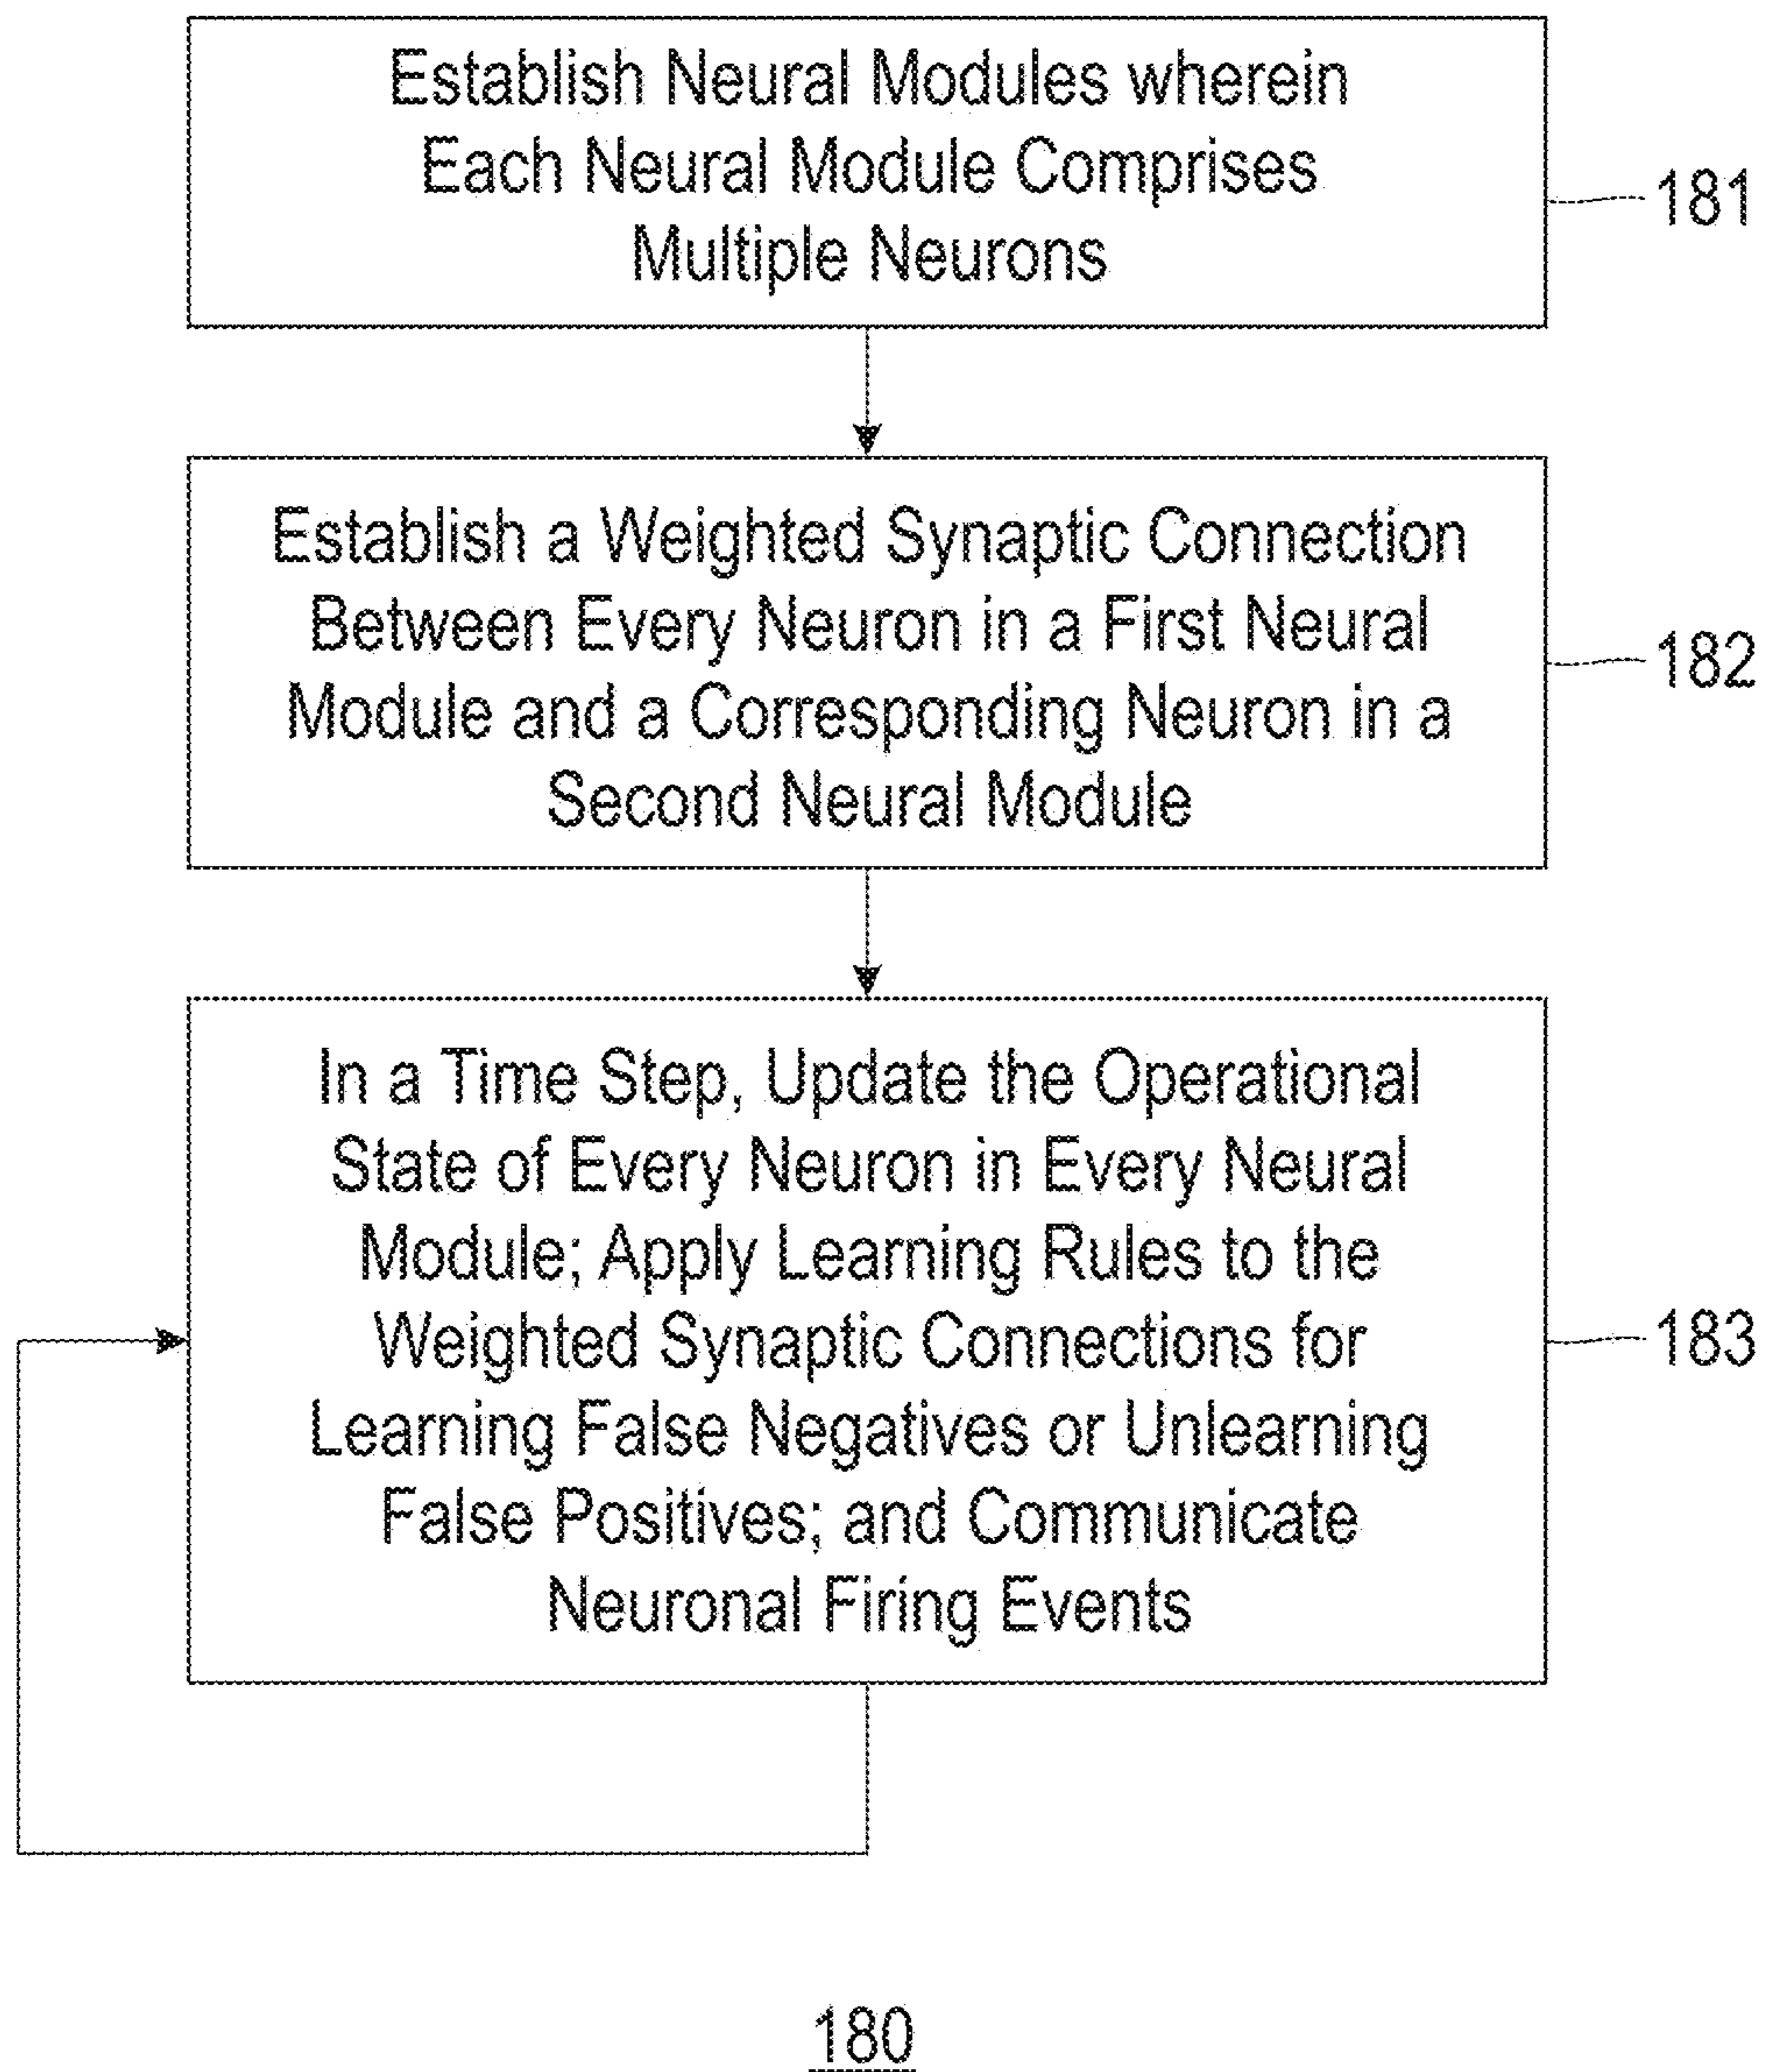 Establish Neural Modules wherein
Each Neural Module Comprises
Multiple Neurons
181
Establish a Weighted Synaptic Connection
Between Every Neuron in a First Neural
Module and a Corresponding Neuron in a
Second Neural Module
182
In a Time Step, Update the Operational
State of Every Neuron in Every Neural
Module; Apply Learning Rules to the
Weighted Synaptic Connections for
Learning False Negatives or Unlearning
False Positives; and Communicate
Neuronal Firing Events
183
180